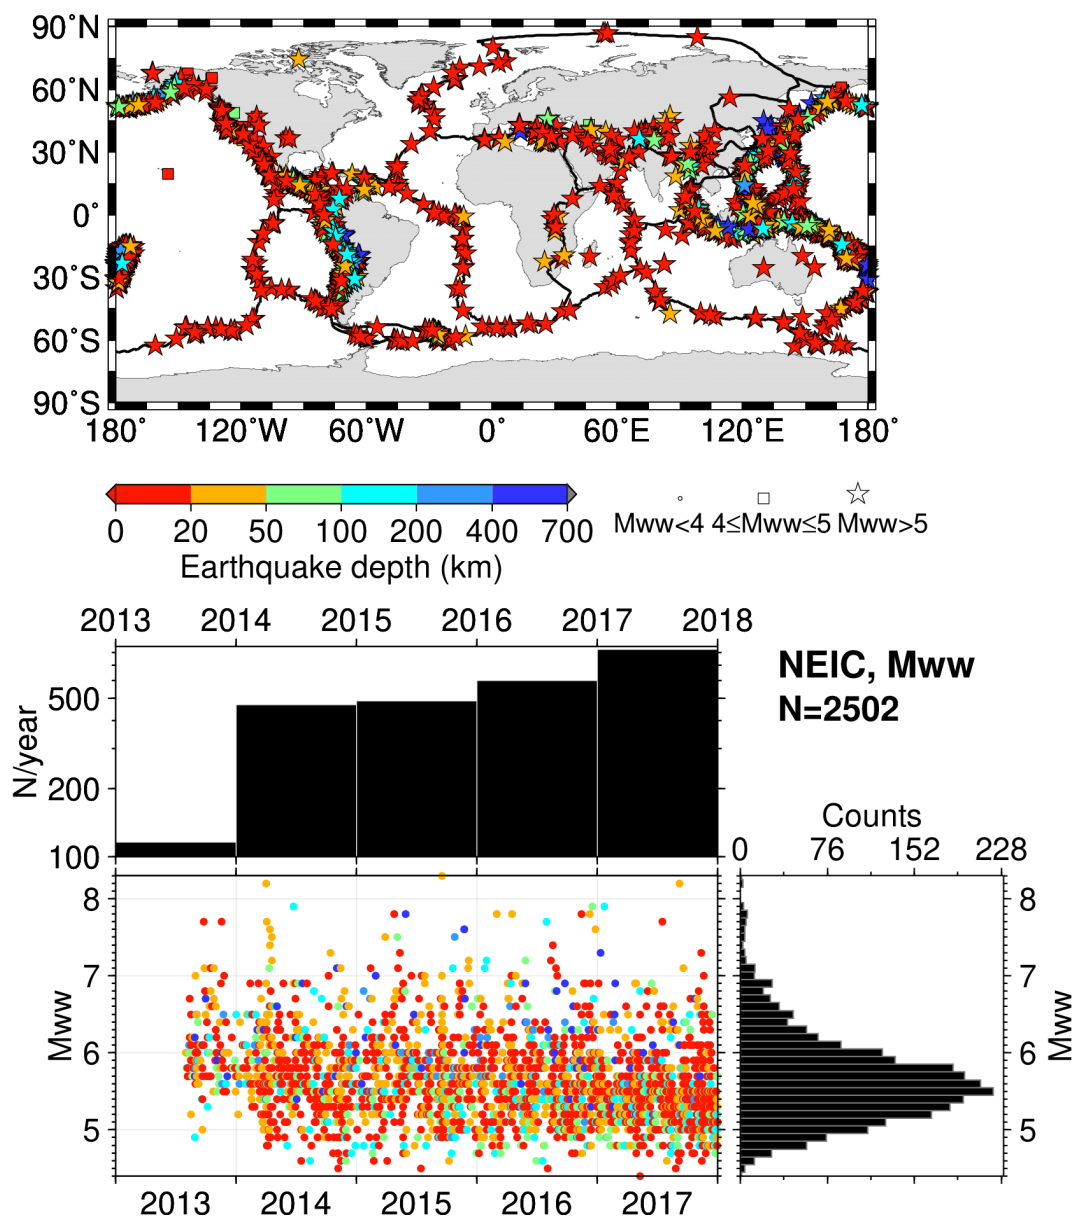 90˚N
60˚N
30˚N
0˚
30˚S
60˚S
90˚S
180˚ 120˚W 60˚W 0˚ 60˚E 120˚E 180˚
0 20 50 100 200 400 700
Earthquake depth (km)
Mww<4 4≤Mww≤5 Mww>5
2013 2014 2015 2016 2017 2018
500
200
100
N/year
NEIC, Mww
N=2502
Counts
0 76 152 228
8
7
6
5
Mww
8
7
6
5
Mww
2013 2014 2015 2016 2017